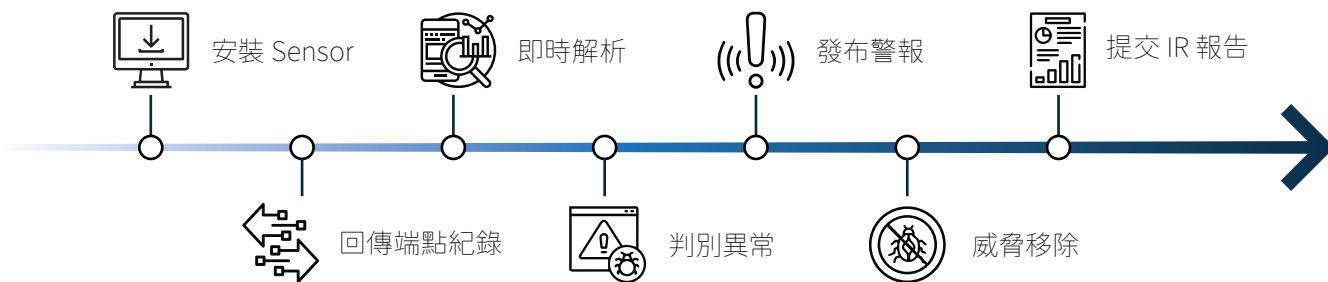 安裝 Sensor
回傳端點紀錄
即時解析
判別異常
發布警報
威脅移除
提交 IR 報告